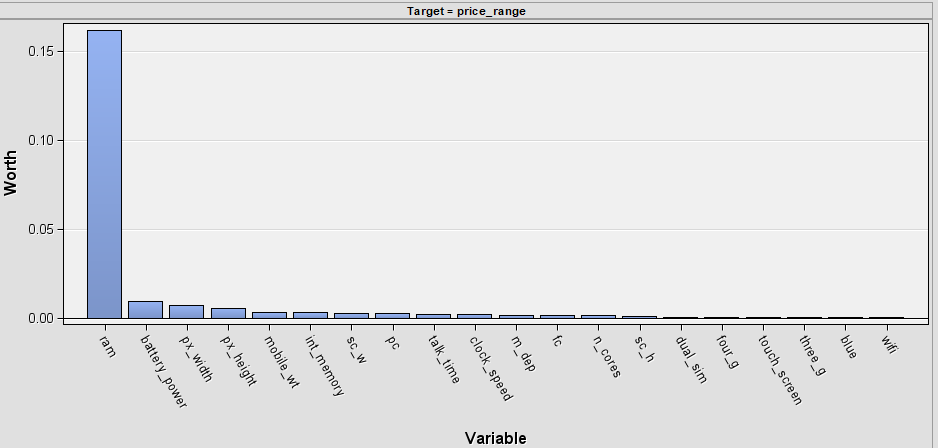 Target = price_range
Worth
0.15
0.10
0.05
0.00
ram
battery_power
px_width
px_height
mobile_wt
int_memory
sc_w
pc
talk_time
clock_speed
m_dep
fc
n_cores
sc_h
dual_sim
four_g
touch_screen
three_g
blue
wifi
Variable